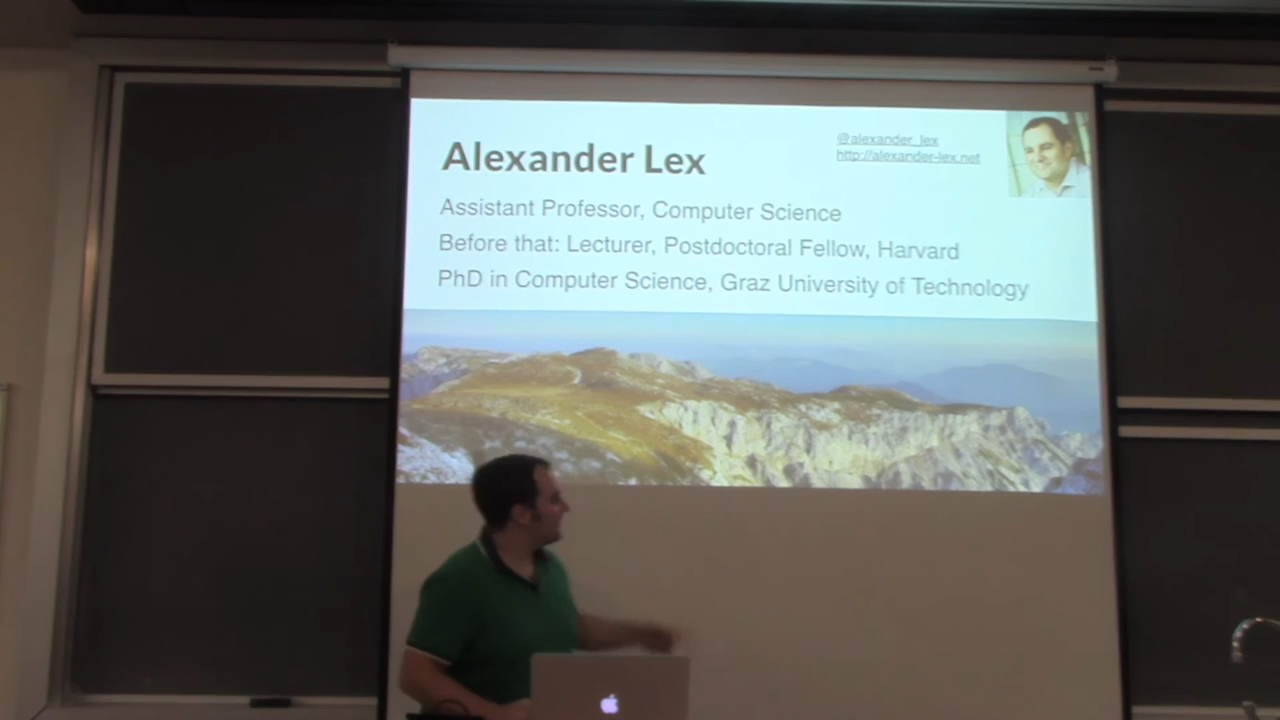 Alexander Lex
@alexander_lex
http://alexander-lex.net
Assistant Professor, Computer Science
Before that: Lecturer, Postdoctoral Fellow, Harvard
PhD in Computer Science, Graz University of Technology